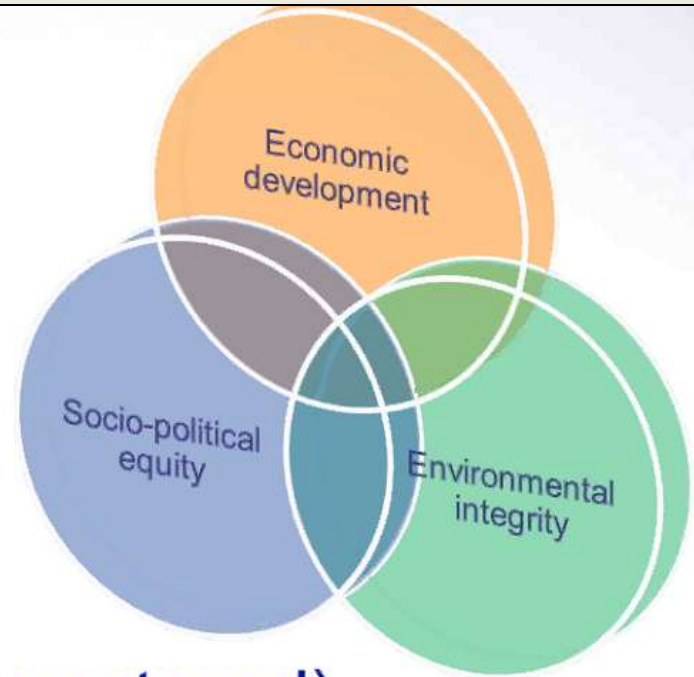 Economic
development
Socio-political
equity
Environmental
integrity